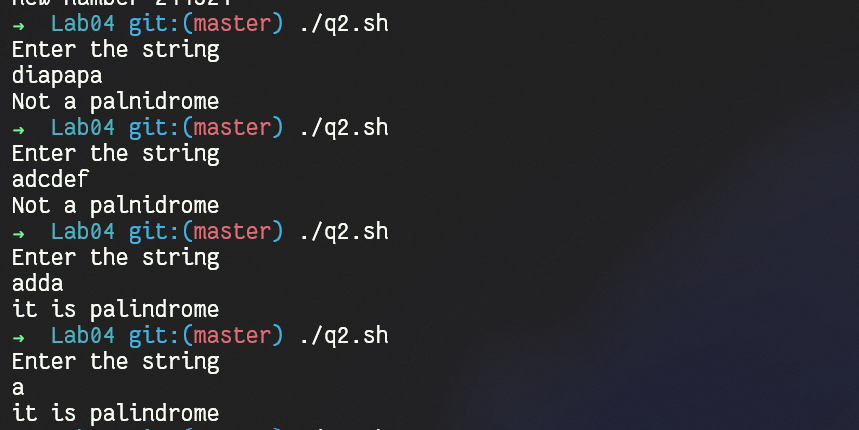 → Lab04 git:(master) ./q2.sh
Enter the string
diapapa
Not a palnidrome
→ Lab04 git:(master) ./q2.sh
Enter the string
adcdef
Not a palnidrome
→ Lab04 git:(master) ./q2.sh
Enter the string
adda
it is palindrome
→ Lab04 git:(master) ./q2.sh
Enter the string
a
it is palindrome